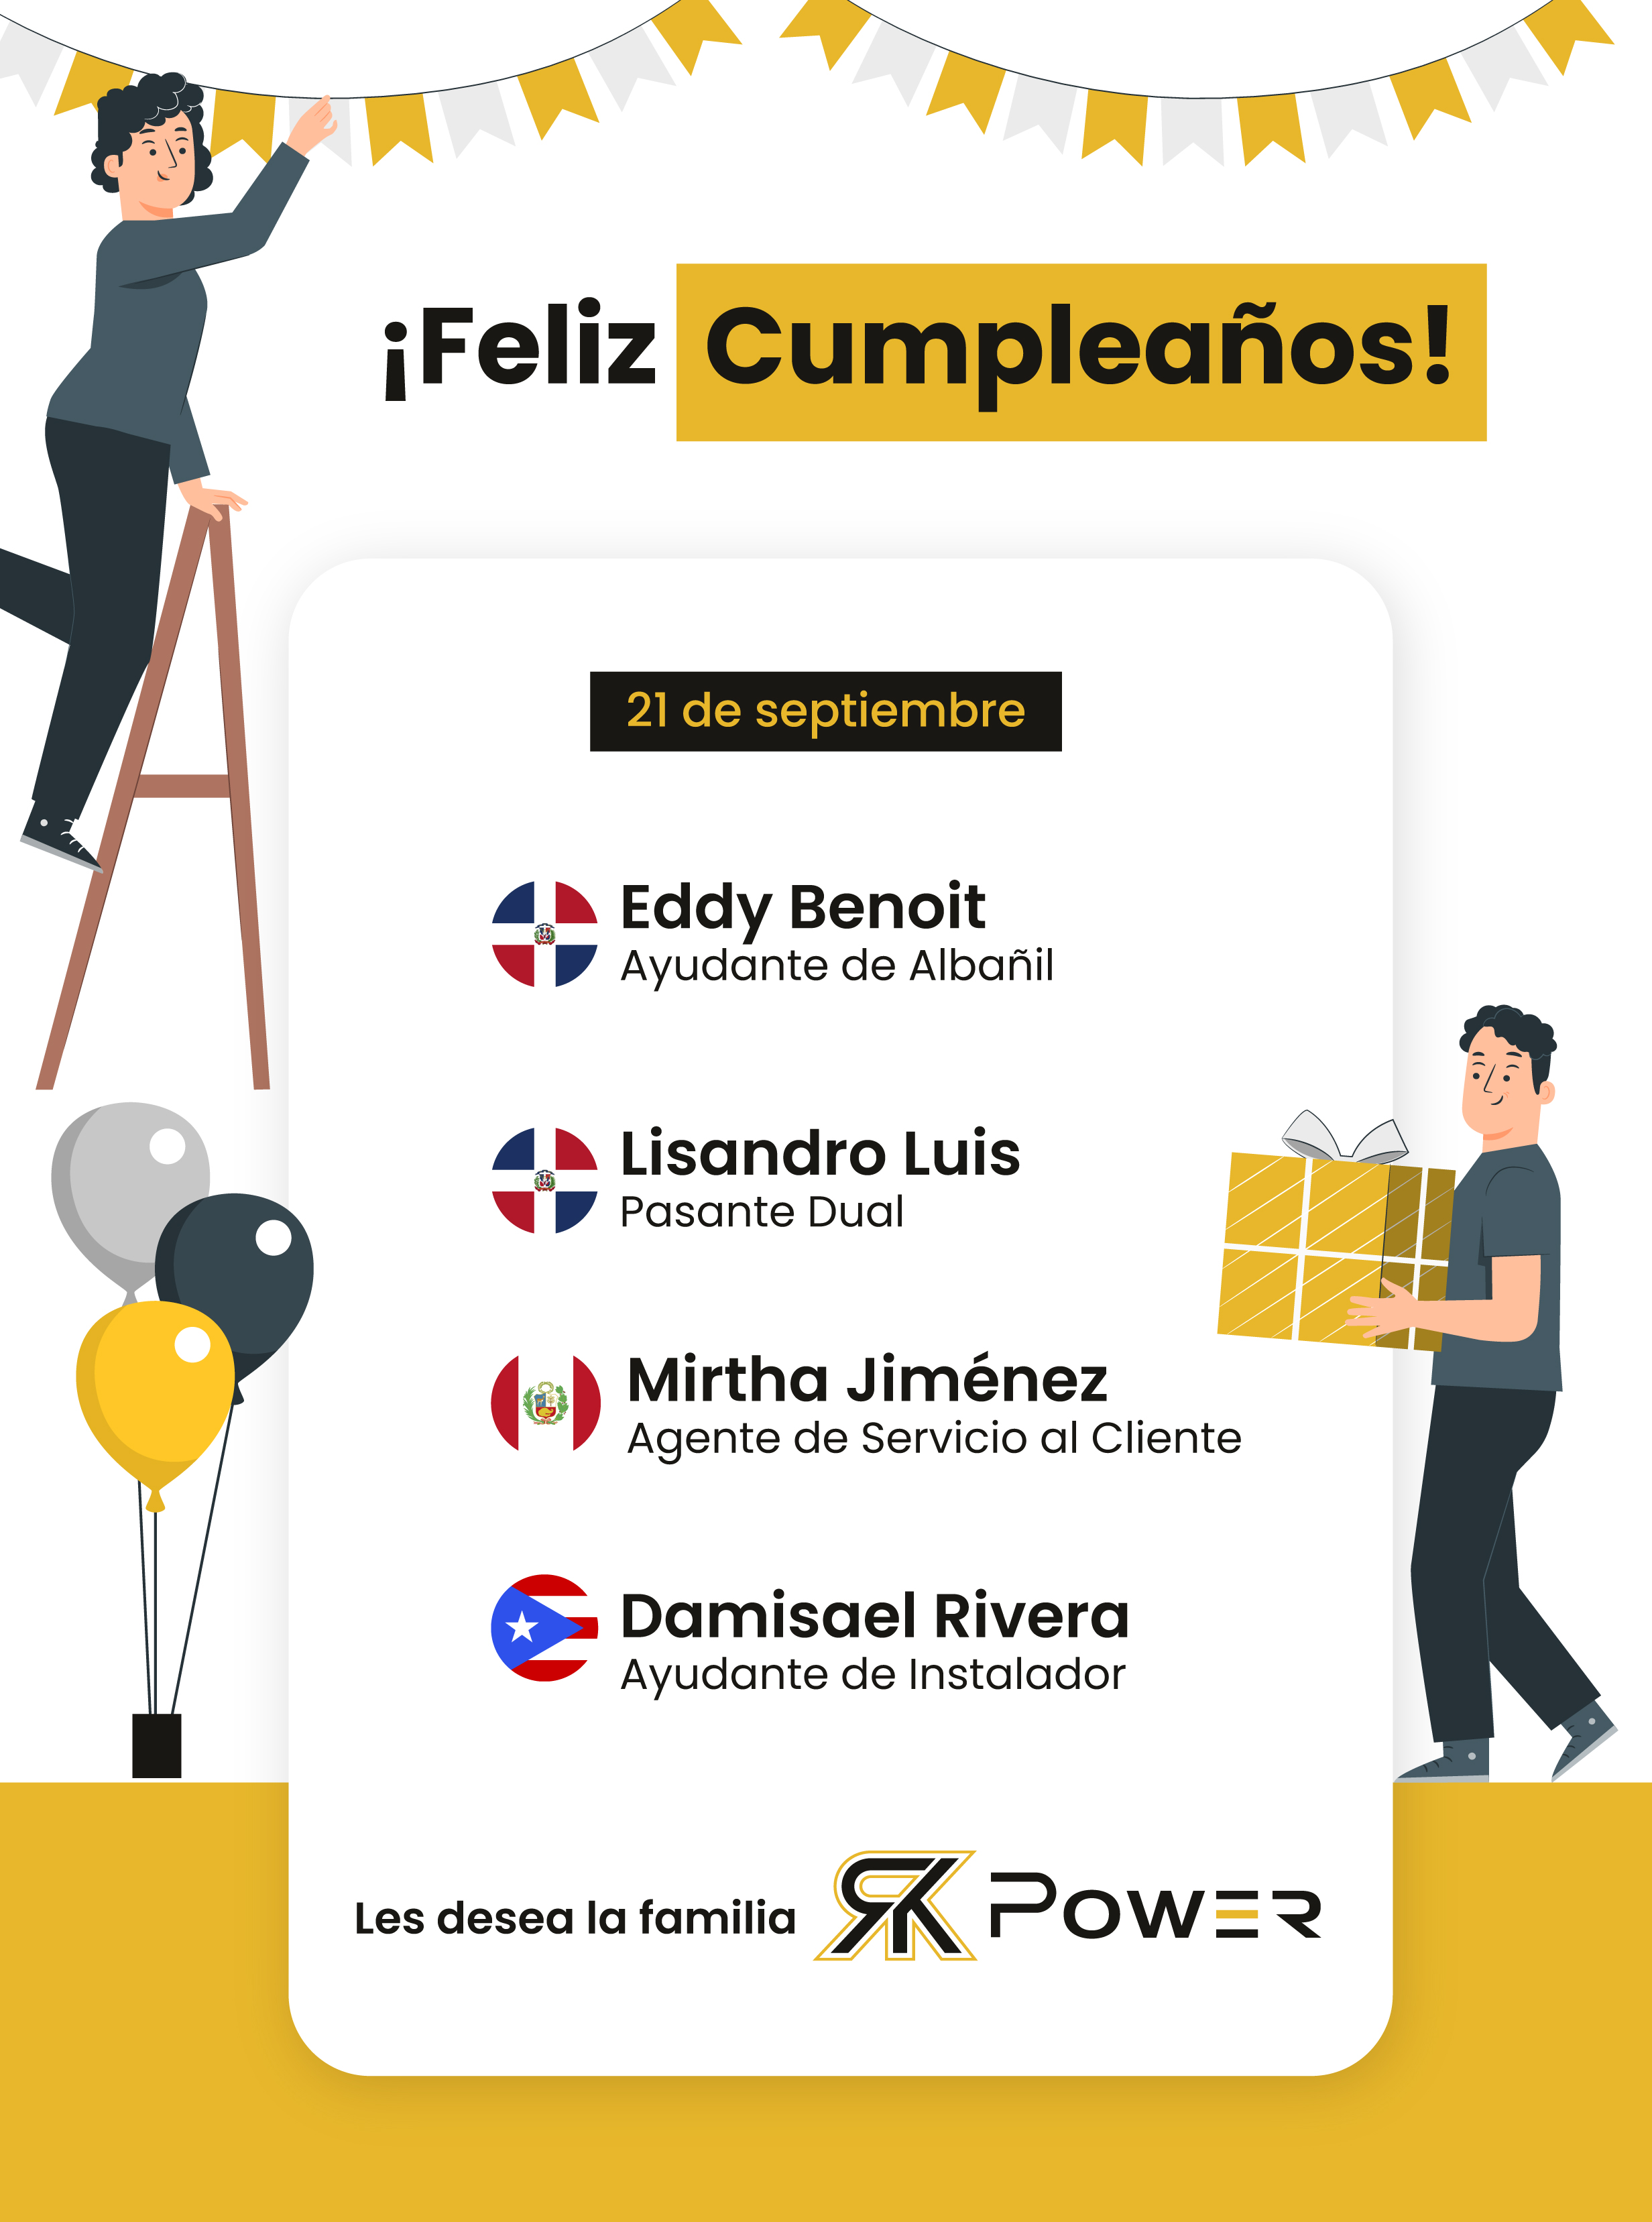 ¡Feliz Cumpleaños!
21 de septiembre
Eddy Benoit
Ayudante de Albañil
Lisandro Luis
Pasante Dual
Mirtha Jiménez
Agente de Servicio al Cliente
Damisael Rivera
Ayudante de Instalador
Les desea la familia RK Power